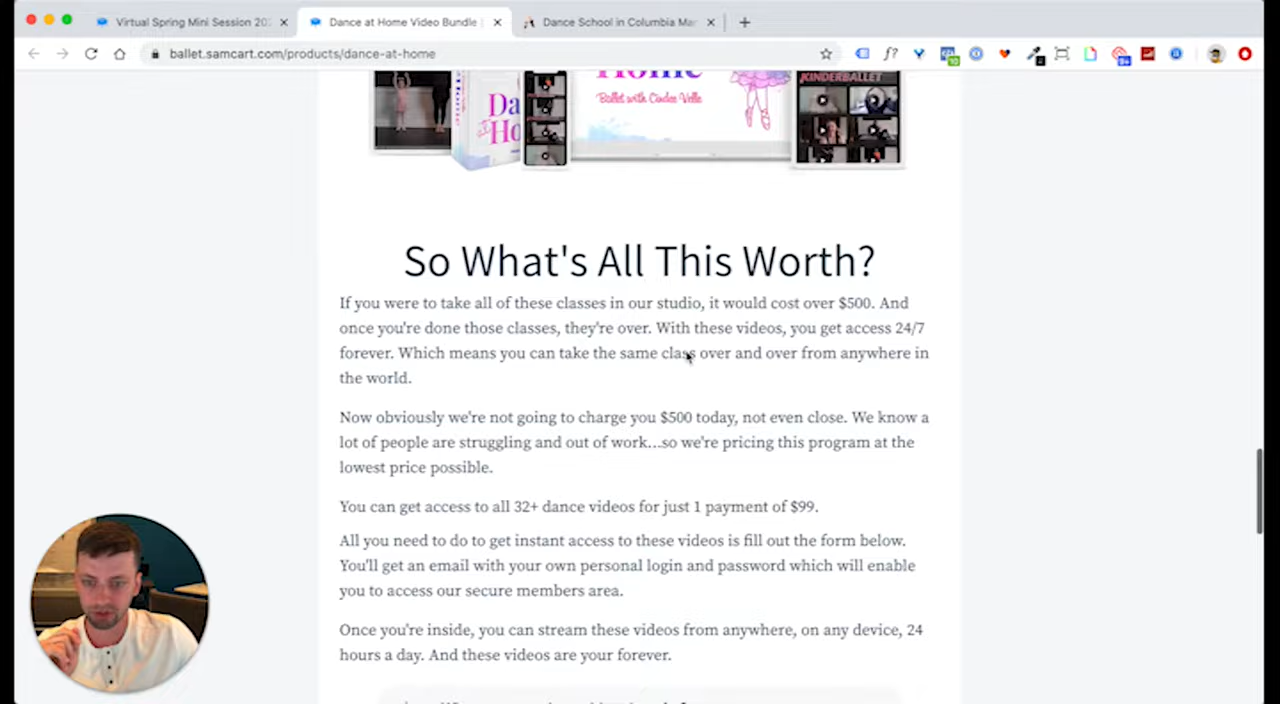 Virtual Spring Mini Session 202
Dance at Home Video Bundle |
Dance School in Columbia Mar
ballet.samcart.com/products/dance-at-home
f?
10
9+
Home
Ballet with Cindee Velle
KINDERBALLET
So What's All This Worth?
If you were to take all of these classes in our studio, it would cost over $500. And
once you're done those classes, they're over. With these videos, you get access 24/7
forever. Which means you can take the same class over and over from anywhere in
the world.
Now obviously we're not going to charge you $500 today, not even close. We know a
lot of people are struggling and out of work...so we're pricing this program at the
lowest price possible.
You can get access to all 32+ dance videos for just 1 payment of $99.
All you need to do to get instant access to these videos is fill out the form below.
You'll get an email with your own personal login and password which will enable
you to access our secure members area.
Once you're inside, you can stream these videos from anywhere, on any device, 24
hours a day. And these videos are your forever.